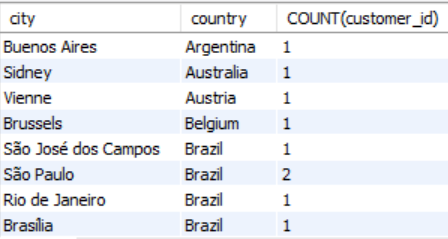 city country COUNT(customer_id)
Buenos Aires Argentina 1
Sidney Australia 1
Vienne Austria 1
Brussels Belgium 1
São José dos Campos Brazil 1
São Paulo Brazil 2
Rio de Janeiro Brazil 1
Brasília Brazil 1